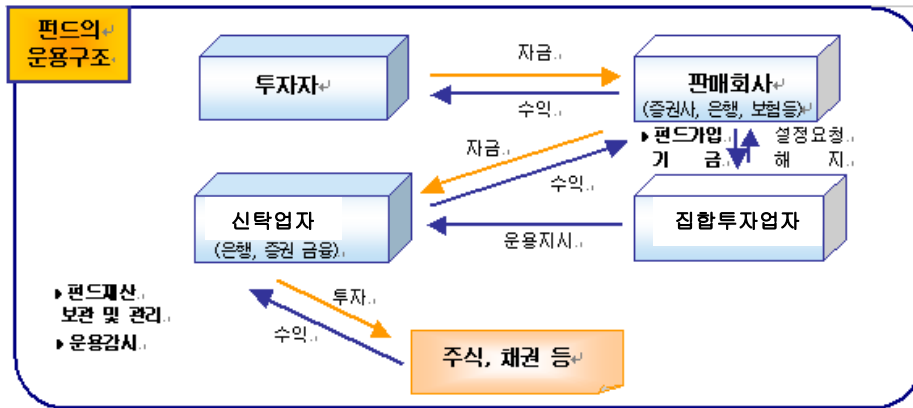 펀드의
운용구조
투자자
자금
수익
판매회사
(증권사, 은행, 보험등)
펀드가입
기 금
설정요청
해 지
자금
수익
신탁업자
(은행, 증권 금융)
운용지시
집합투자업자
펀드재산
보관 및 관리
운용감시
투자
수익
주식, 채권 등